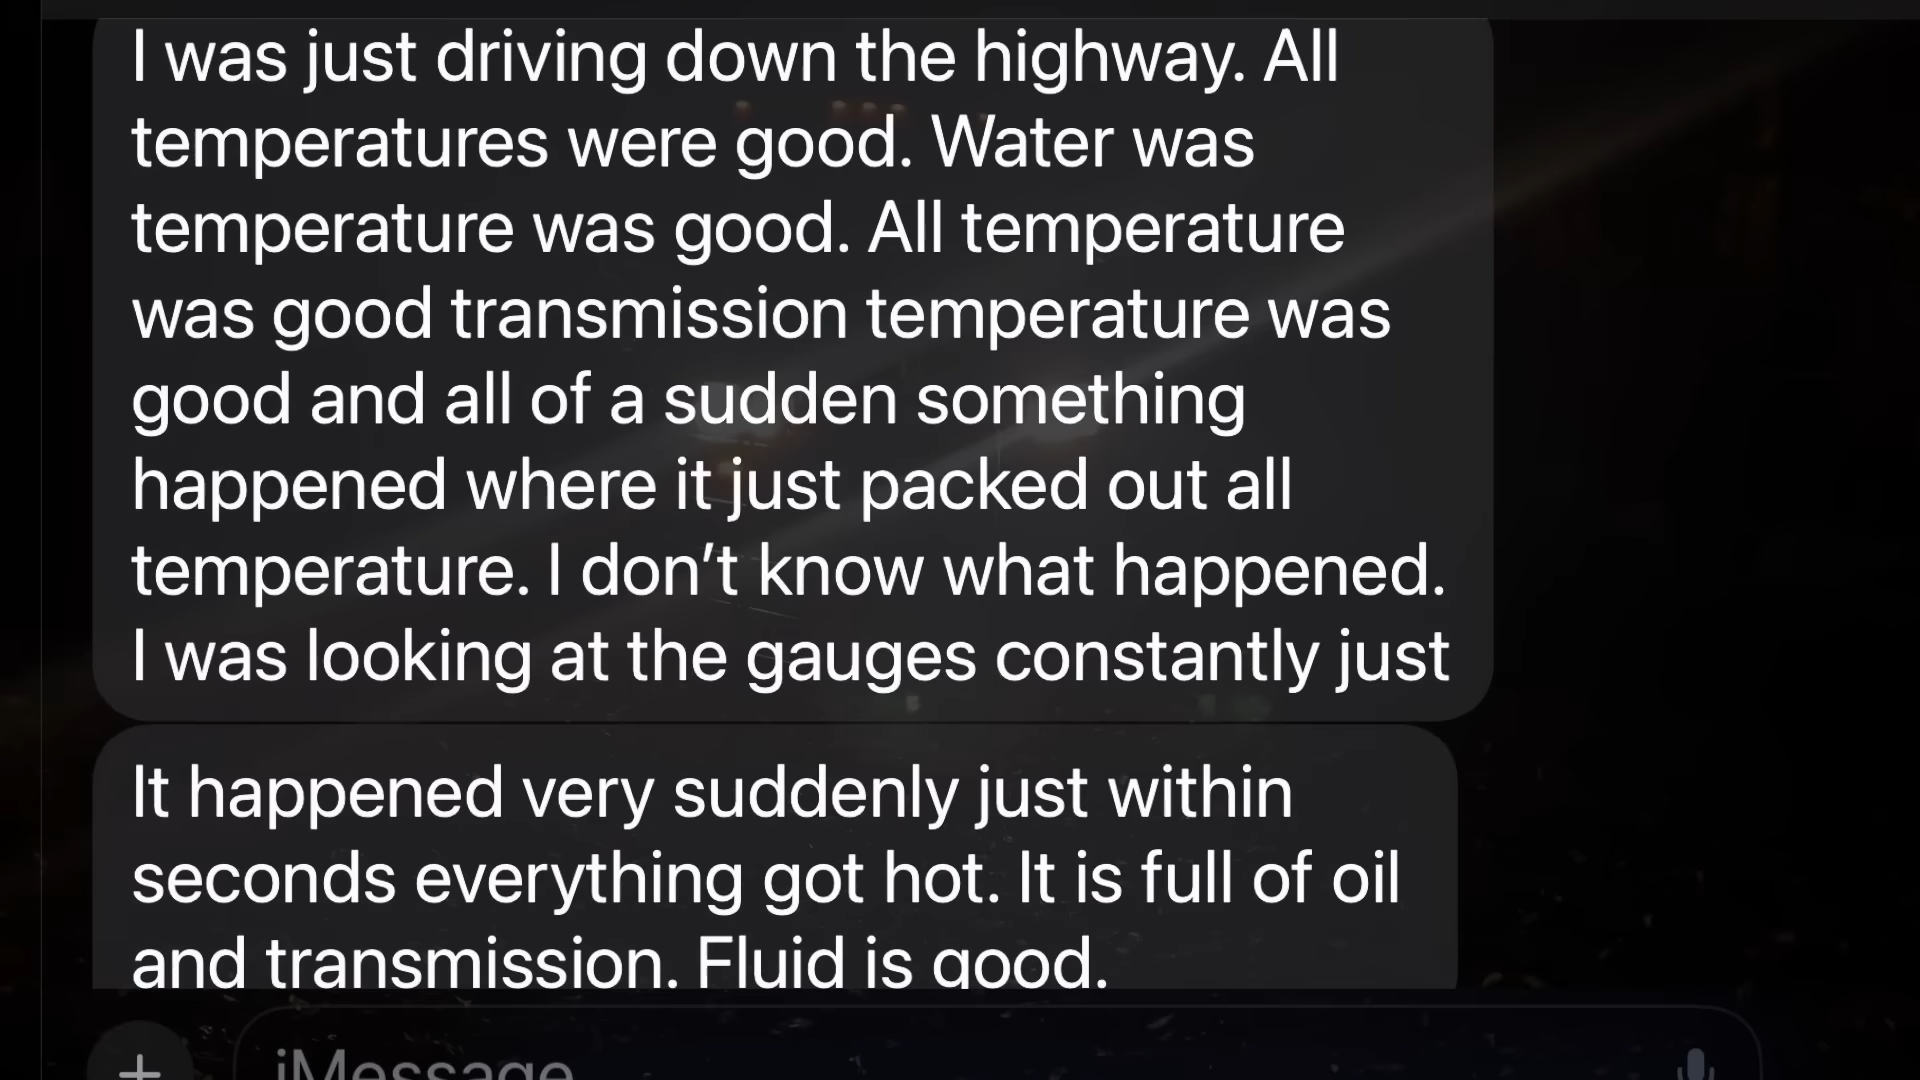 I was just driving down the highway. All
temperatures were good. Water was
temperature was good. All temperature
was good transmission temperature was
good and all of a sudden something
happened where it just packed out all
temperature. I don’t know what happened.
I was looking at the gauges constantly just
It happened very suddenly just within
seconds everything got hot. It is full of oil
and transmission. Fluid is good.
iMessage